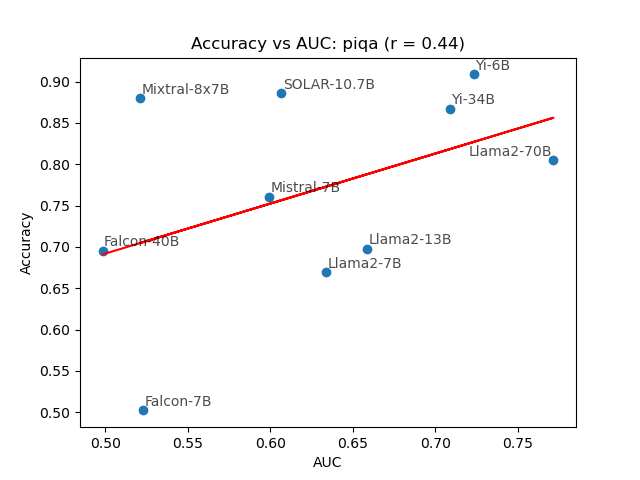 Accuracy vs AUC: piqa (r = 0.44)
Yi-6B
Mixtral-8x7B
SOLAR-10.7B
Yi-34B
Llama2-70B
Mistral-7B
Falcon-40B
Llama2-13B
Llama2-7B
Falcon-7B
Accuracy
0.90
0.85
0.80
0.75
0.70
0.65
0.60
0.55
0.50
0.50 0.55 0.60 0.65 0.70 0.75
AUC